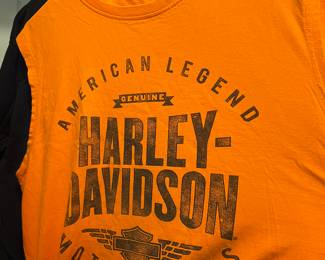 AMERICAN LEGEND
GENUINE
HARLEY-
DAVIDSON